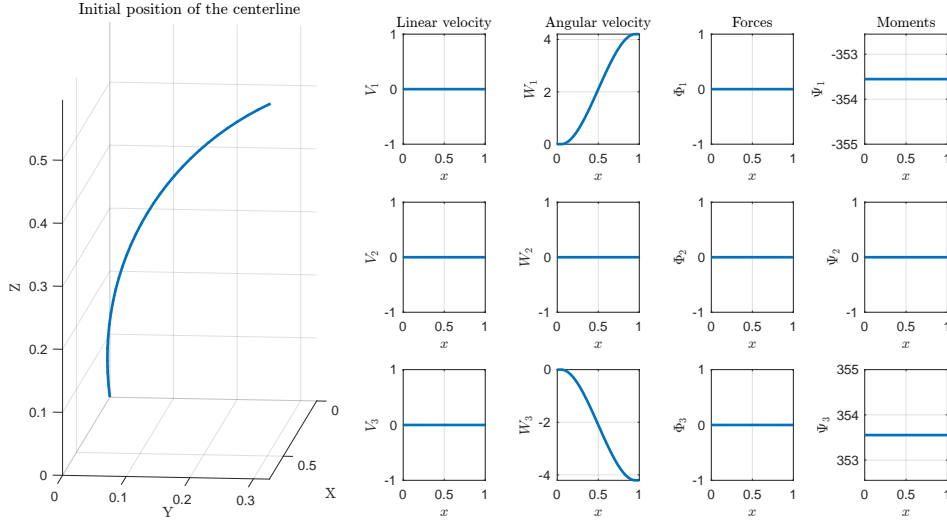 Initial position of the centerline
0.5
0.4
0.3
0.2
0.1
0
Z
0
0.1
0.2
0.3
Y
0
0.5
X
Linear velocity
1
0
-1
V1
0 0.5 1
x
Angular velocity
4
2
0
W1
0 0.5 1
x
Forces
1
0
-1
Φ1
0 0.5 1
x
Moments
-353
-354
-355
Ψ1
0 0.5 1
x
1
0
-1
V2
0 0.5 1
x
1
0
-1
W2
0 0.5 1
x
1
0
-1
Φ2
0 0.5 1
x
1
0
-1
Ψ2
0 0.5 1
x
1
0
-1
V3
0 0.5 1
x
0
-2
-4
W3
0 0.5 1
x
1
0
-1
Φ3
0 0.5 1
x
355
354
353
Ψ3
0 0.5 1
x